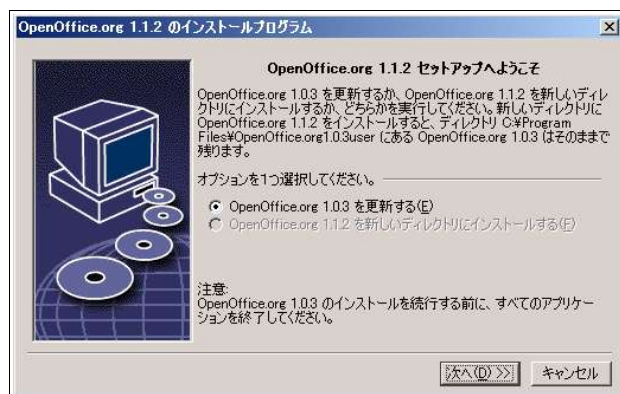 OpenOffice.org 1.1.2 のインストールプログラム
OpenOffice.org 1.1.2 セットアップへようこそ
OpenOffice.org 1.0.3 を更新するか、OpenOffice.org 1.1.2 を新しいディレ
クトリにインストールするか、どちらかを実行してください。新しいディレクトリに
OpenOffice.org 1.1.2 をインストールすると、ディレクトリ C:¥Program
Files¥OpenOffice.org1.0.3user にある OpenOffice.org 1.0.3 はそのままで
残ります。
オプションを1つ選択してください。
OpenOffice.org 1.0.3 を更新する(E)
OpenOffice.org 1.1.2 を新しいディレクトリにインストールする(F)
注意:
OpenOffice.org 1.0.3 のインストールを続行する前に、すべてのアプリケー
ションを終了してください。
次へ(D) >>
キャンセル